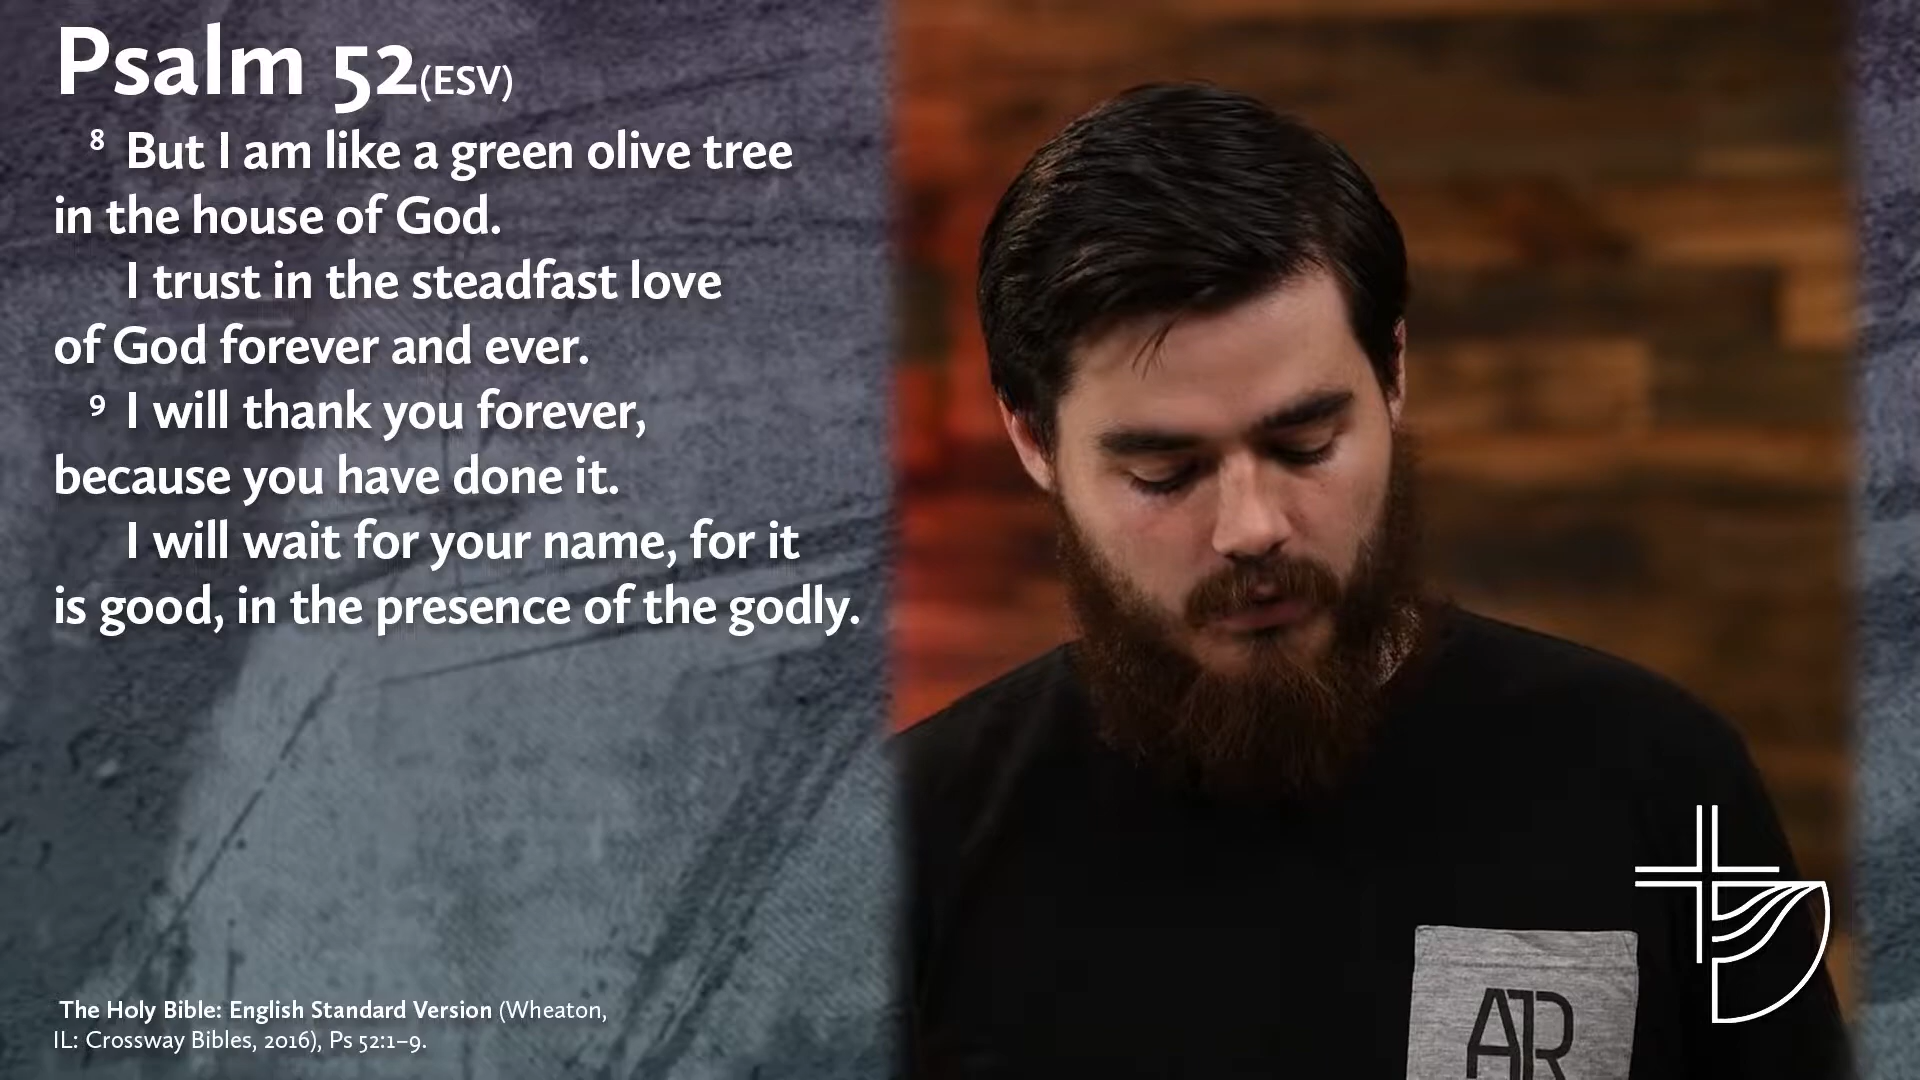 Psalm 52(ESV)
8 But I am like a green olive tree
in the house of God.
I trust in the steadfast love
of God forever and ever.
9 I will thank you forever,
because you have done it.
I will wait for your name, for it
is good, in the presence of the godly.
The Holy Bible: English Standard Version (Wheaton,
IL: Crossway Bibles, 2016), Ps 52:1–9.
AJR